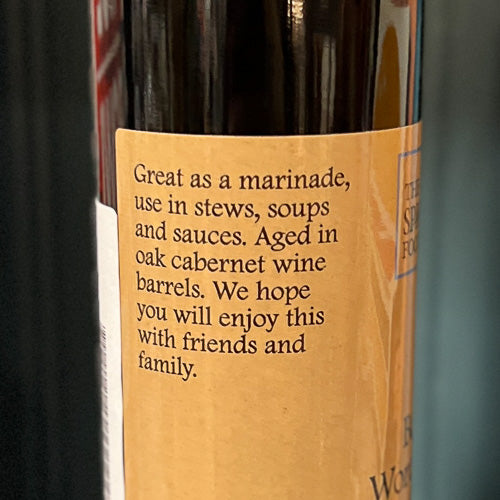 Great as a marinade,
use in stews, soups
and sauces. Aged in
oak cabernet wine
barrels. We hope
you will enjoy this
with friends and
family.